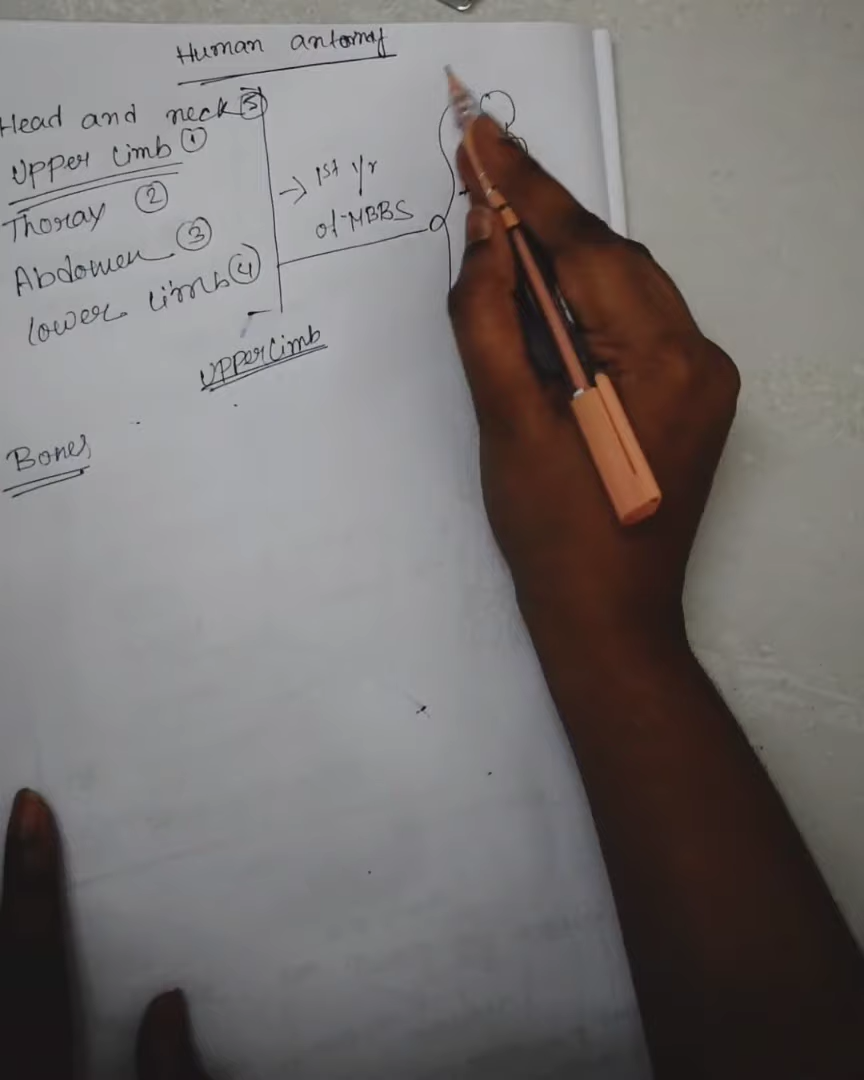 Human antomy
Head and neck 5
Upper limb 1
Thorax 2
Abdomen 3
lower limb 4
→ 1st yr
of MBBS
Upper limb
Bones